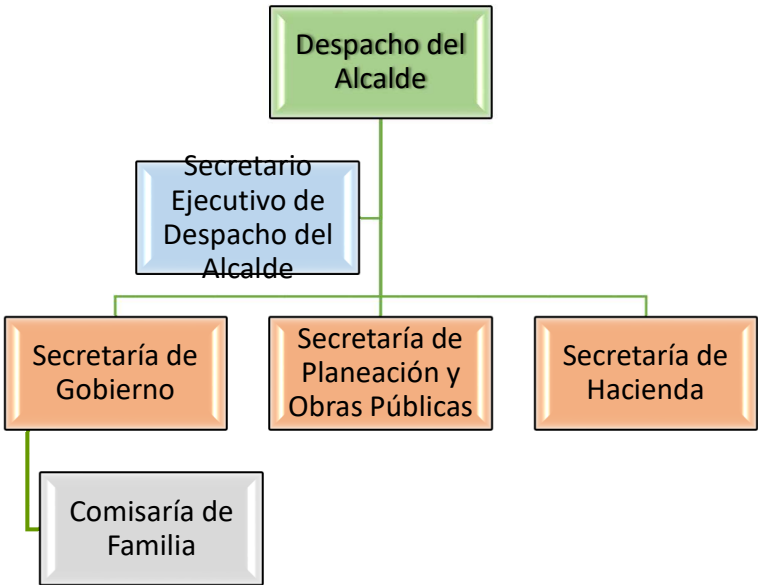 Despacho del
Alcalde
Secretario
Ejecutivo de
Despacho del
Alcalde
Secretaría de
Gobierno
Secretaría de
Planeación y
Obras Públicas
Secretaría de
Hacienda
Comisaría de
Familia